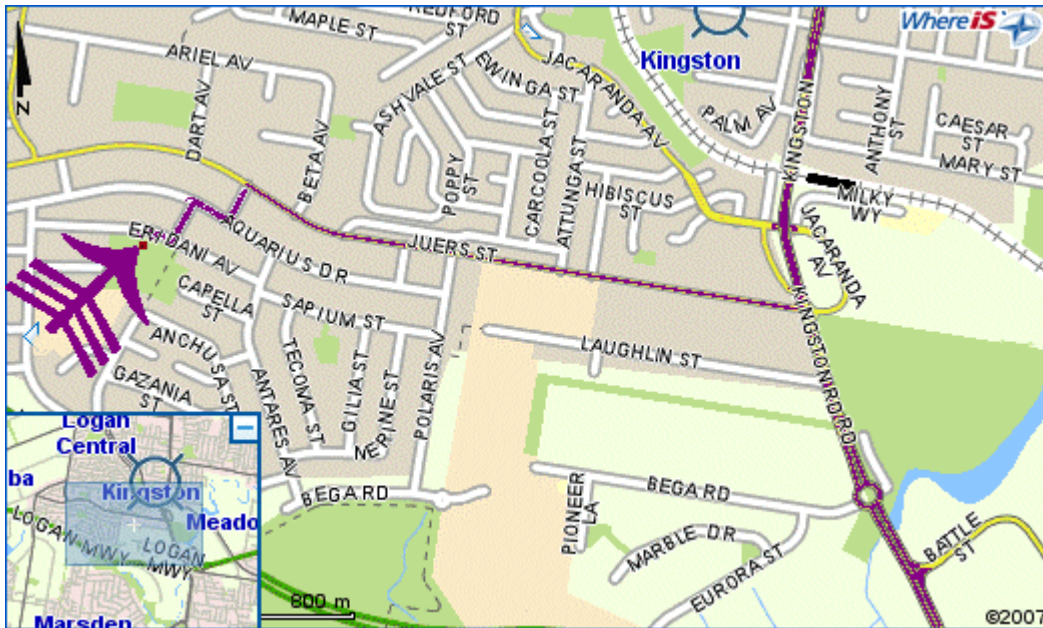 REDFORD ST
MAPLE ST
WhereiS
ARIEL AV
Kingston
EWINGA ST
JACARANDA AV
ASHVALE ST
DART AV
N
PALM AV
KINGSTON
ANTHONY ST
CAESAR ST
MARY ST
BETA AV
POPPY ST
CARCOOLA ST
ATTUNGA ST
HIBISCUS ST
MILKY WY
JACARANDA AV
ERIDANI AV
AQUARIUS DR
JUERS ST
CAPELLA ST
SAPIUM ST
KINGSTON RD
RD
LAUGHLIN ST
ANCHUSA ST
GAZANIA ST
ANTARES AV
TECOMA ST
GILIA ST
NERINE ST
POLARIS AV
Logan Central
ba
Kingston
Meado
LOGAN MWY
LOGAN MWY
Marsden
BEGA RD
PIONEER LA
BEGA RD
MARBLE DR
EURORA ST
BATTLE ST
800 m
©2007